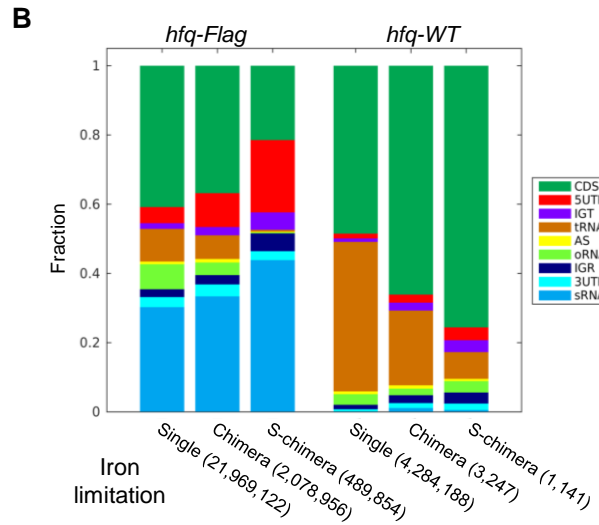 B
hfq-Flag
hfq-WT
1
0.8
0.6
0.4
0.2
0
Fraction
CDS
5UTR
IGT
tRNA
AS
oRNA
IGR
3UTR
sRNA
Single (21,969,122)
Chimera (2,078,956)
S-chimera (489,854)
Single (4,284,188)
Chimera (3,247)
S-chimera (1,141)
Iron
limitation